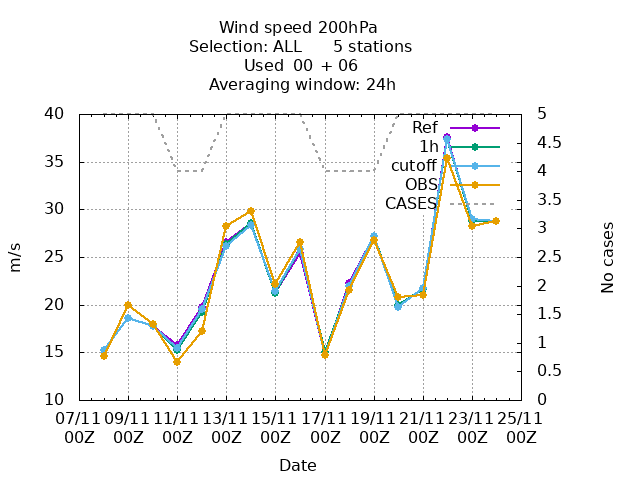 Wind speed 200hPa
Selection: ALL 5 stations
Used 00 + 06
Averaging window: 24h
40 5
35 4.5
30 4
25 3.5
20 3
15 2.5
10 2
1.5
1
0.5
0
m/s
No cases
Ref
1h
cutoff
OBS
CASES
07/11 09/11 11/11 13/11 15/11 17/11 19/11 21/11 23/11 25/11
00Z 00Z 00Z 00Z 00Z 00Z 00Z 00Z 00Z 00Z
Date